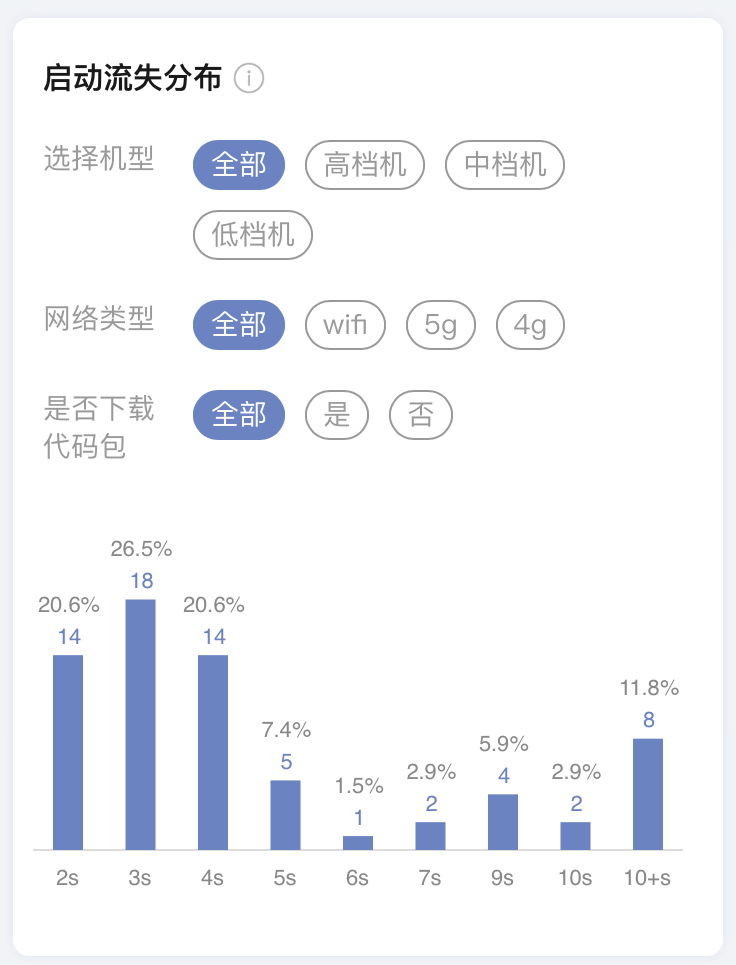 启动流失分布
选择机型 全部 高档机 中档机
低档机
网络类型 全部 wifi 5g 4g
是否下载 全部 是 否
代码包
26.5%
18
20.6% 20.6%
14 14
11.8%
8
7.4%
5
5.9%
4
2.9% 2.9%
2 2
1.5%
1
2s 3s 4s 5s 6s 7s 9s 10s 10+s